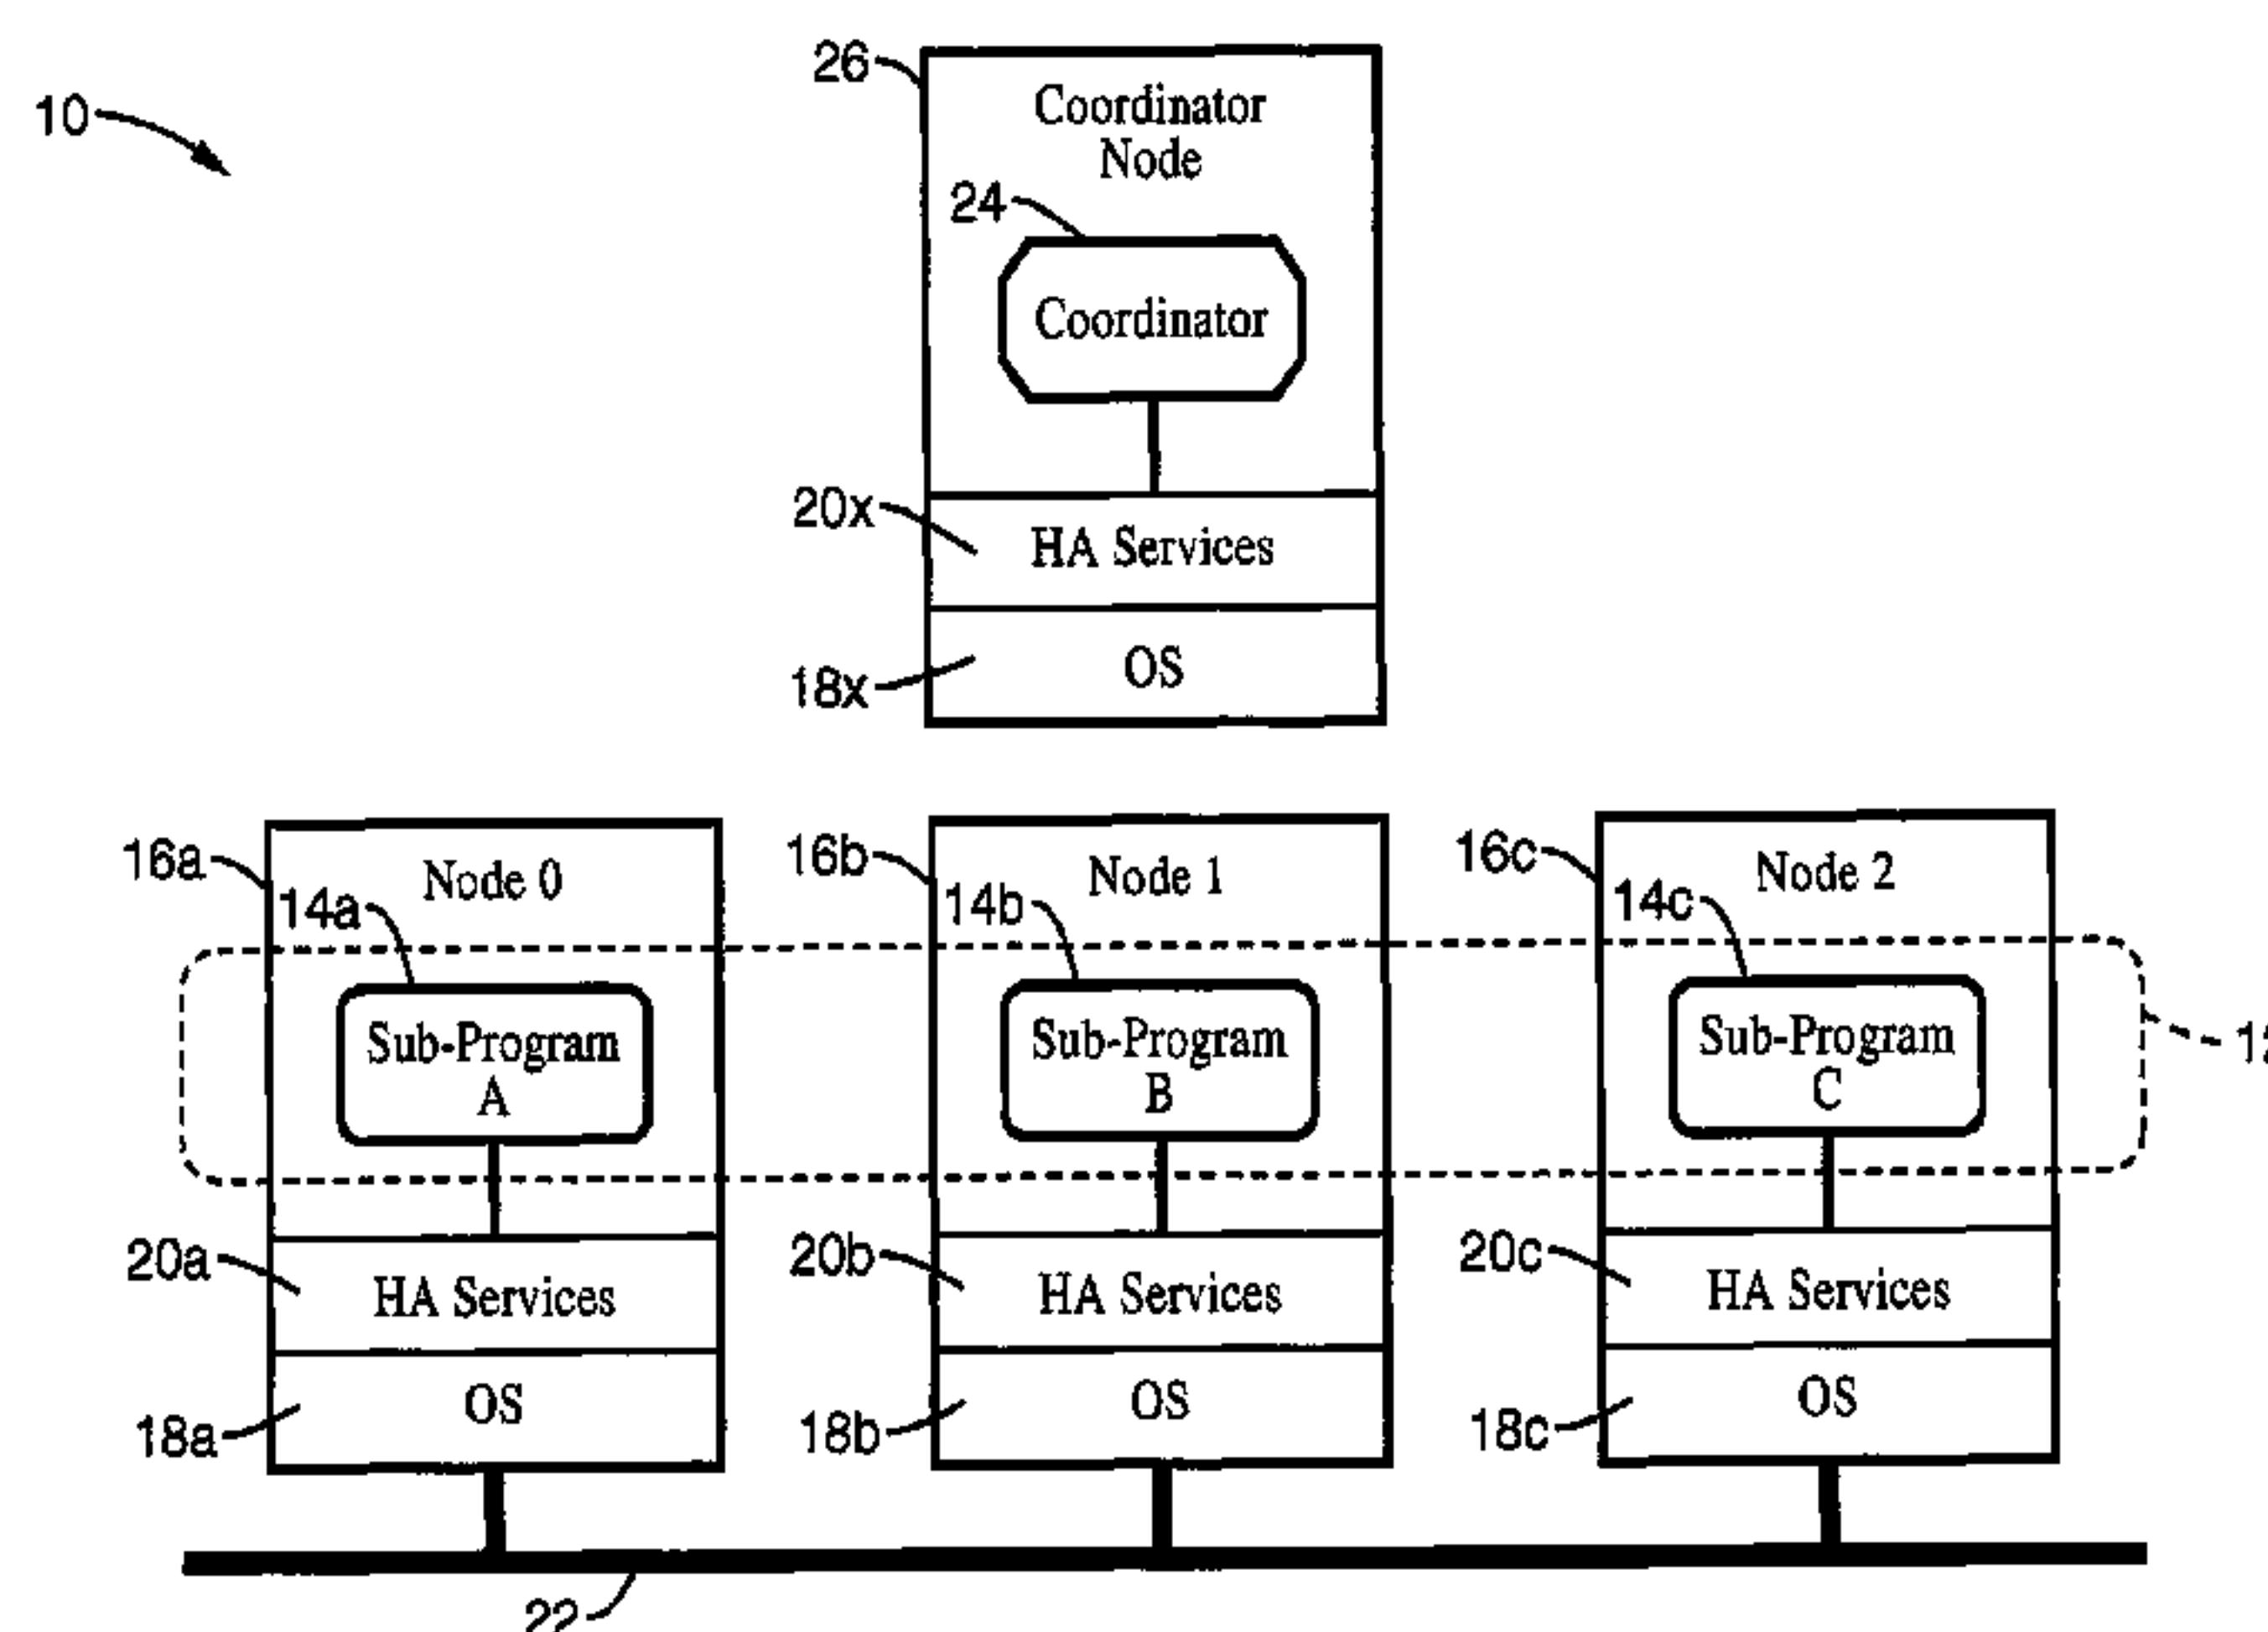 10
26
Coordinator
Node
24
Coordinator
20x
HA Services
18x
OS
16a
Node 0
14a
Sub-Program
A
20a
HA Services
18a
OS
16b
Node 1
14b
Sub-Program
B
20b
HA Services
18b
OS
16c
Node 2
14c
Sub-Program
C
20c
HA Services
18c
OS
22